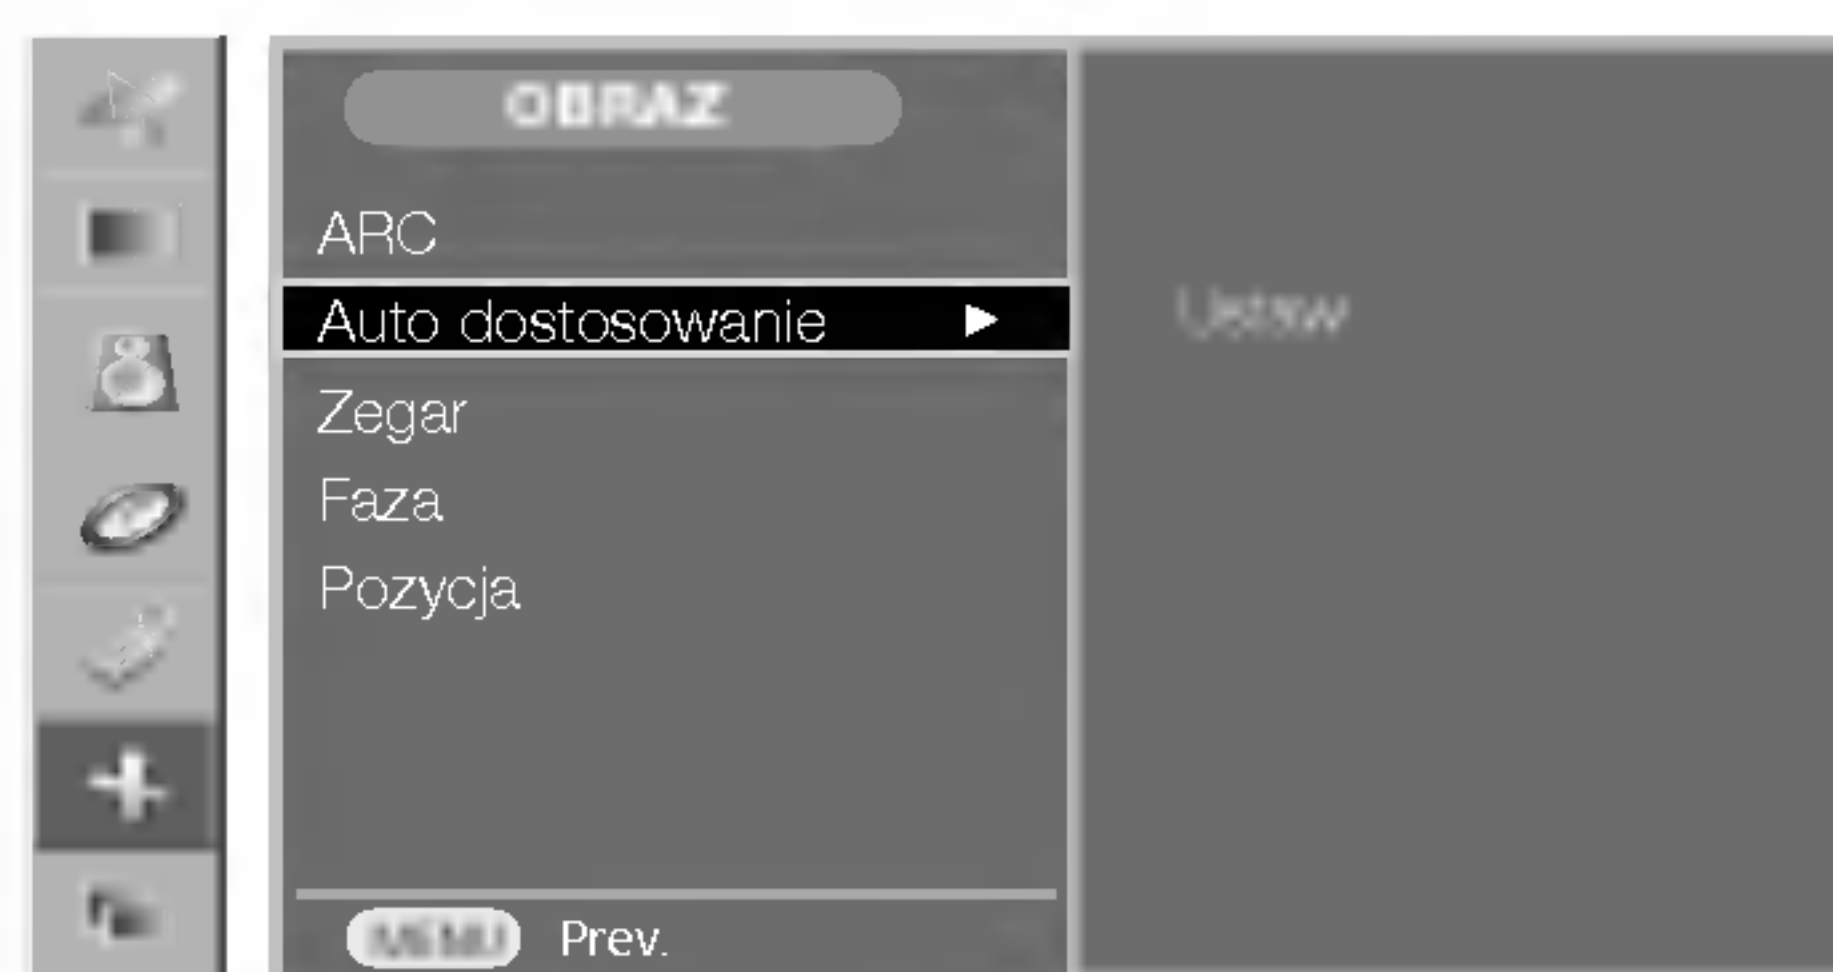 OBRAZ
ARC
Auto dostosowanie
Ustaw
Zegar
Faza
Pozycja
MENU Prev.